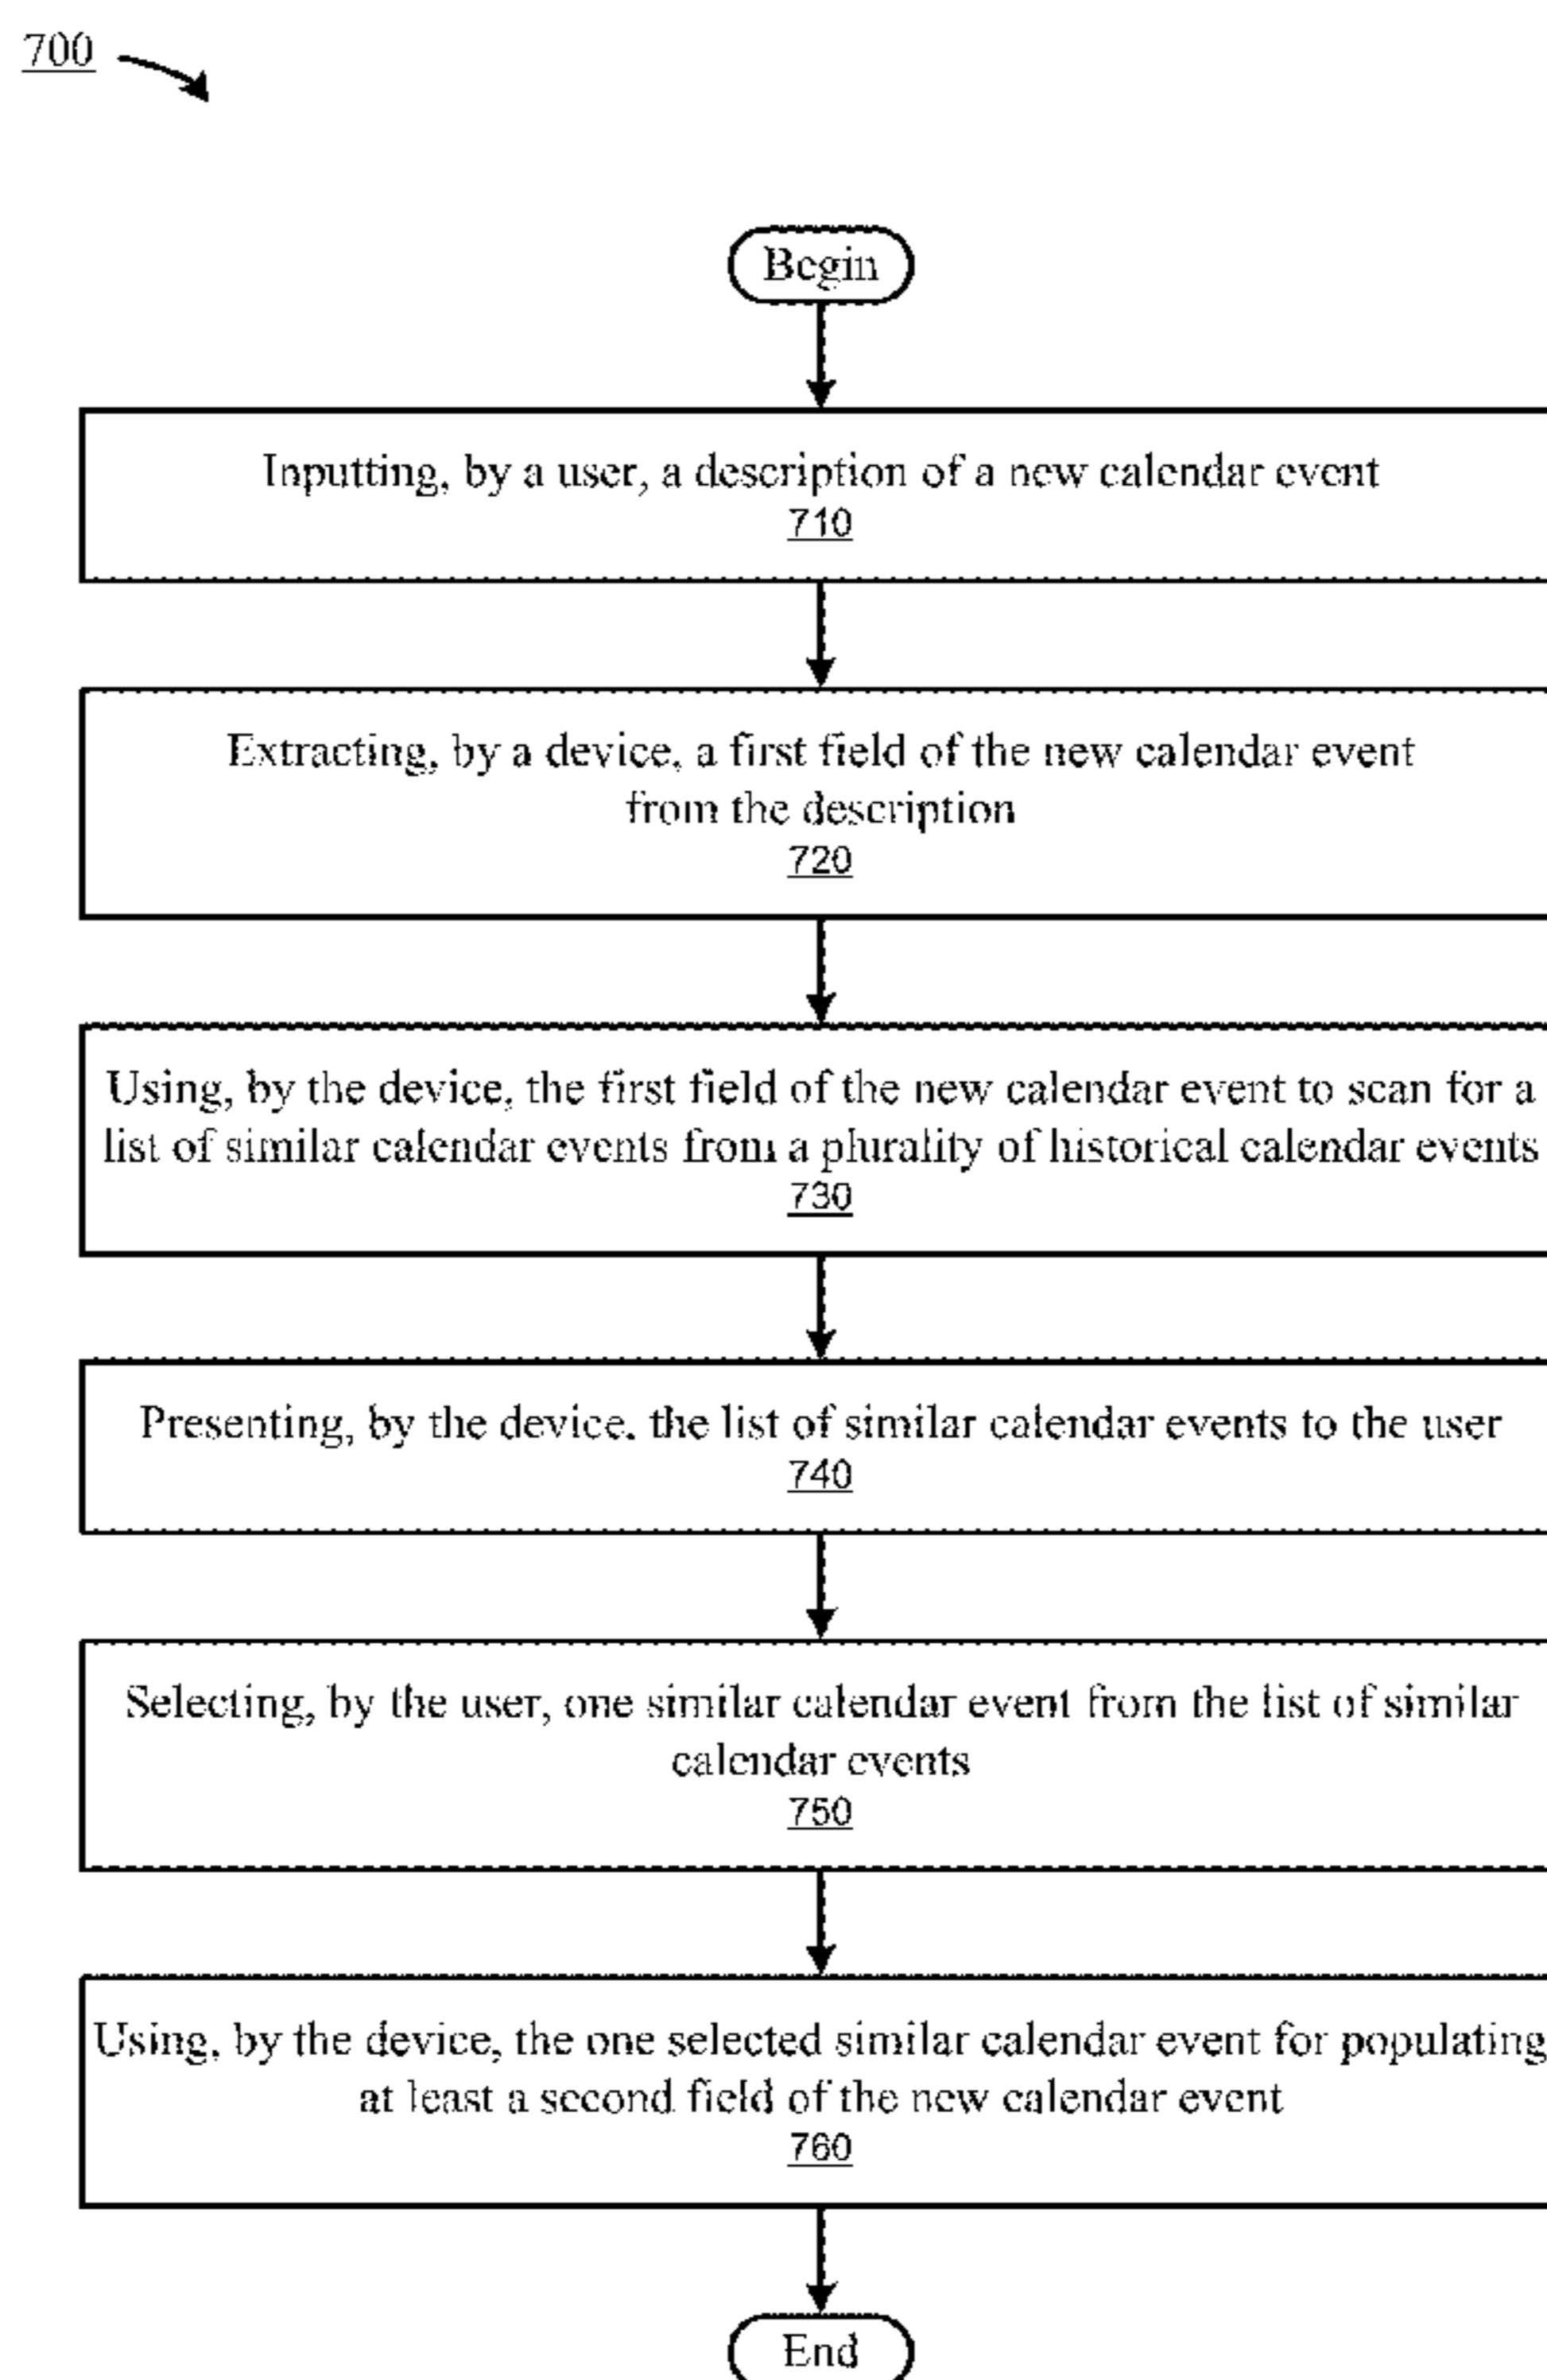 700
Begin
Inputting, by a user, a description of a new calendar event
710
Extracting, by a device, a first field of the new calendar event
from the description
720
Using, by the device, the first field of the new calendar event to scan for a
list of similar calendar events from a plurality of historical calendar events
730
Presenting, by the device, the list of similar calendar events to the user
740
Selecting, by the user, one similar calendar event from the list of similar
calendar events
750
Using, by the device, the one selected similar calendar event for populating
at least a second field of the new calendar event
760
End